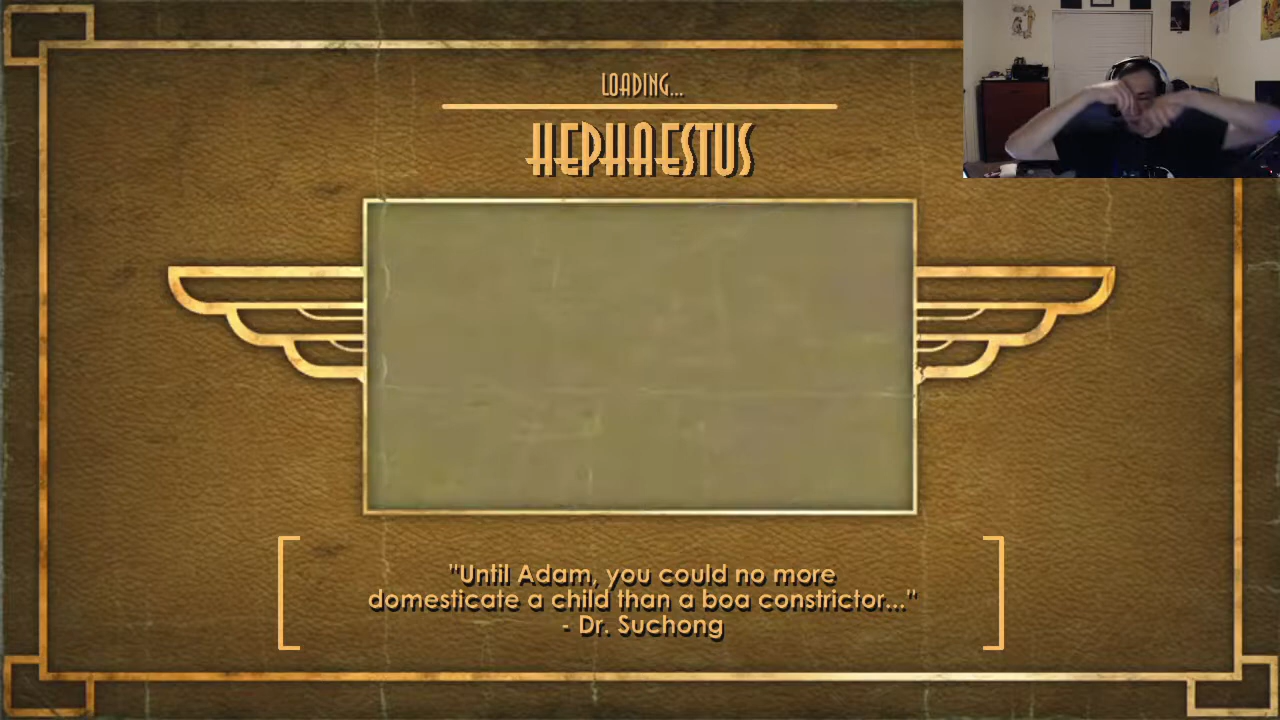 LOADING...
HEPHAESTUS
"Until Adam, you could no more
domesticate a child than a boa constrictor..."
- Dr. Suchong